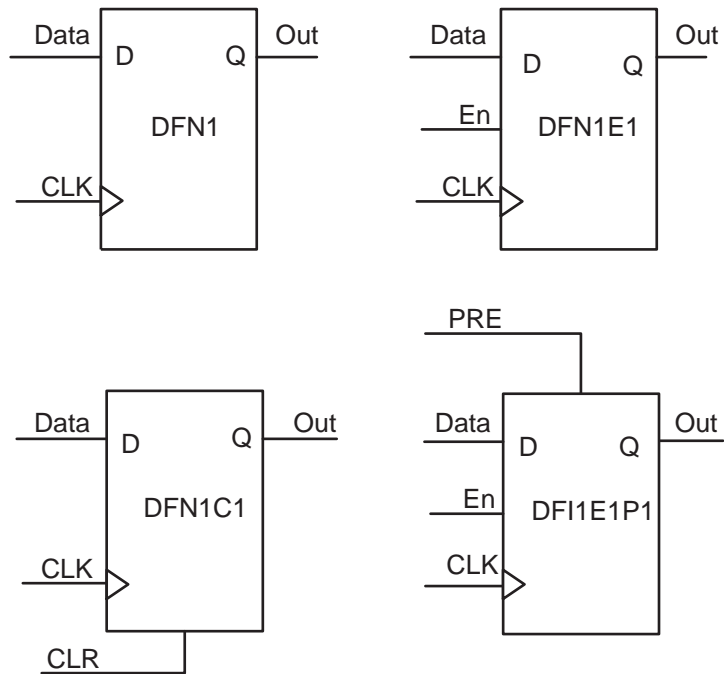 Data
D
Q
Out
DFN1
CLK
Data
D
Q
Out
En
DFN1E1
CLK
Data
D
Q
Out
DFN1C1
CLK
CLR
PRE
Data
D
Q
Out
En
DFI1E1P1
CLK